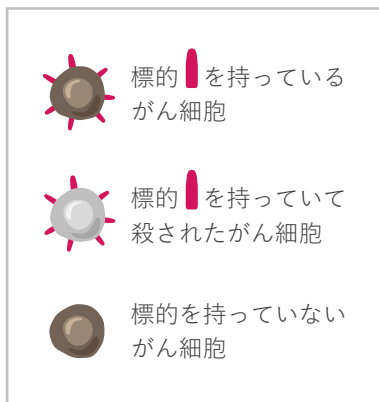 標的を持っている
がん細胞
標的を持っていて
殺されたがん細胞
標的を持っていない
がん細胞